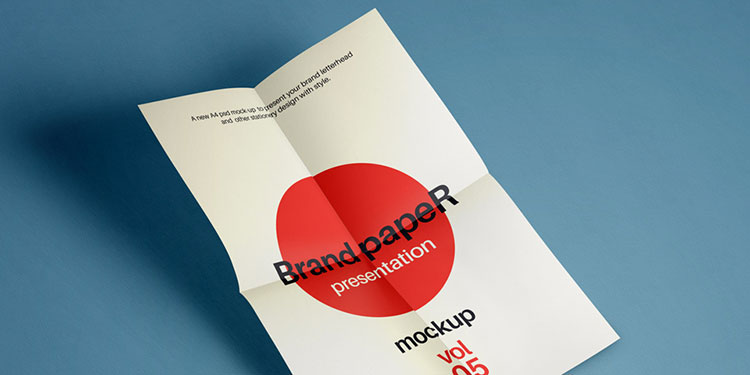 A new A4 psd mock-up to present your brand letterhead
and other stationery design with style.
Brand papeR
presentation
mockup
vol
05